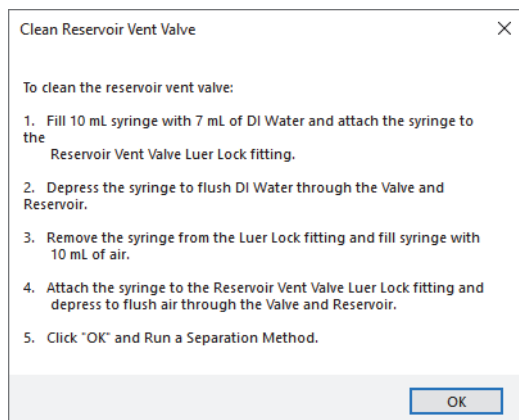 Clean Reservoir Vent Valve
To clean the reservoir vent valve:
1. Fill 10 mL syringe with 7 mL of DI Water and attach the syringe to
the
Reservoir Vent Valve Luer Lock fitting.
2. Depress the syringe to flush DI Water through the Valve and
Reservoir.
3. Remove the syringe from the Luer Lock fitting and fill syringe with
10 mL of air.
4. Attach the syringe to the Reservoir Vent Valve Luer Lock fitting and
depress to flush air through the Valve and Reservoir.
5. Click "OK" and Run a Separation Method.
OK